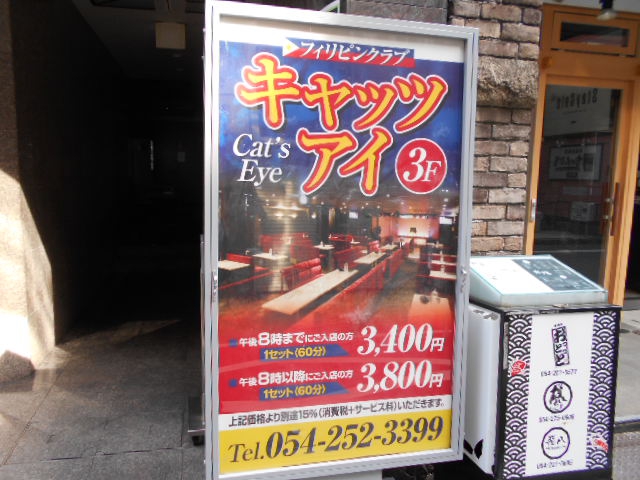 フィリピンクラブ
キャッツ
アイ
Cat's
Eye
3F
午後8時までにご入店の方
1セット(60分)
3,400円
午後8時以降にご入店の方
1セット(60分)
3,800円
上記価格より別途15%(消費税+サービス料)いただきます。
Tel.054-252-3399